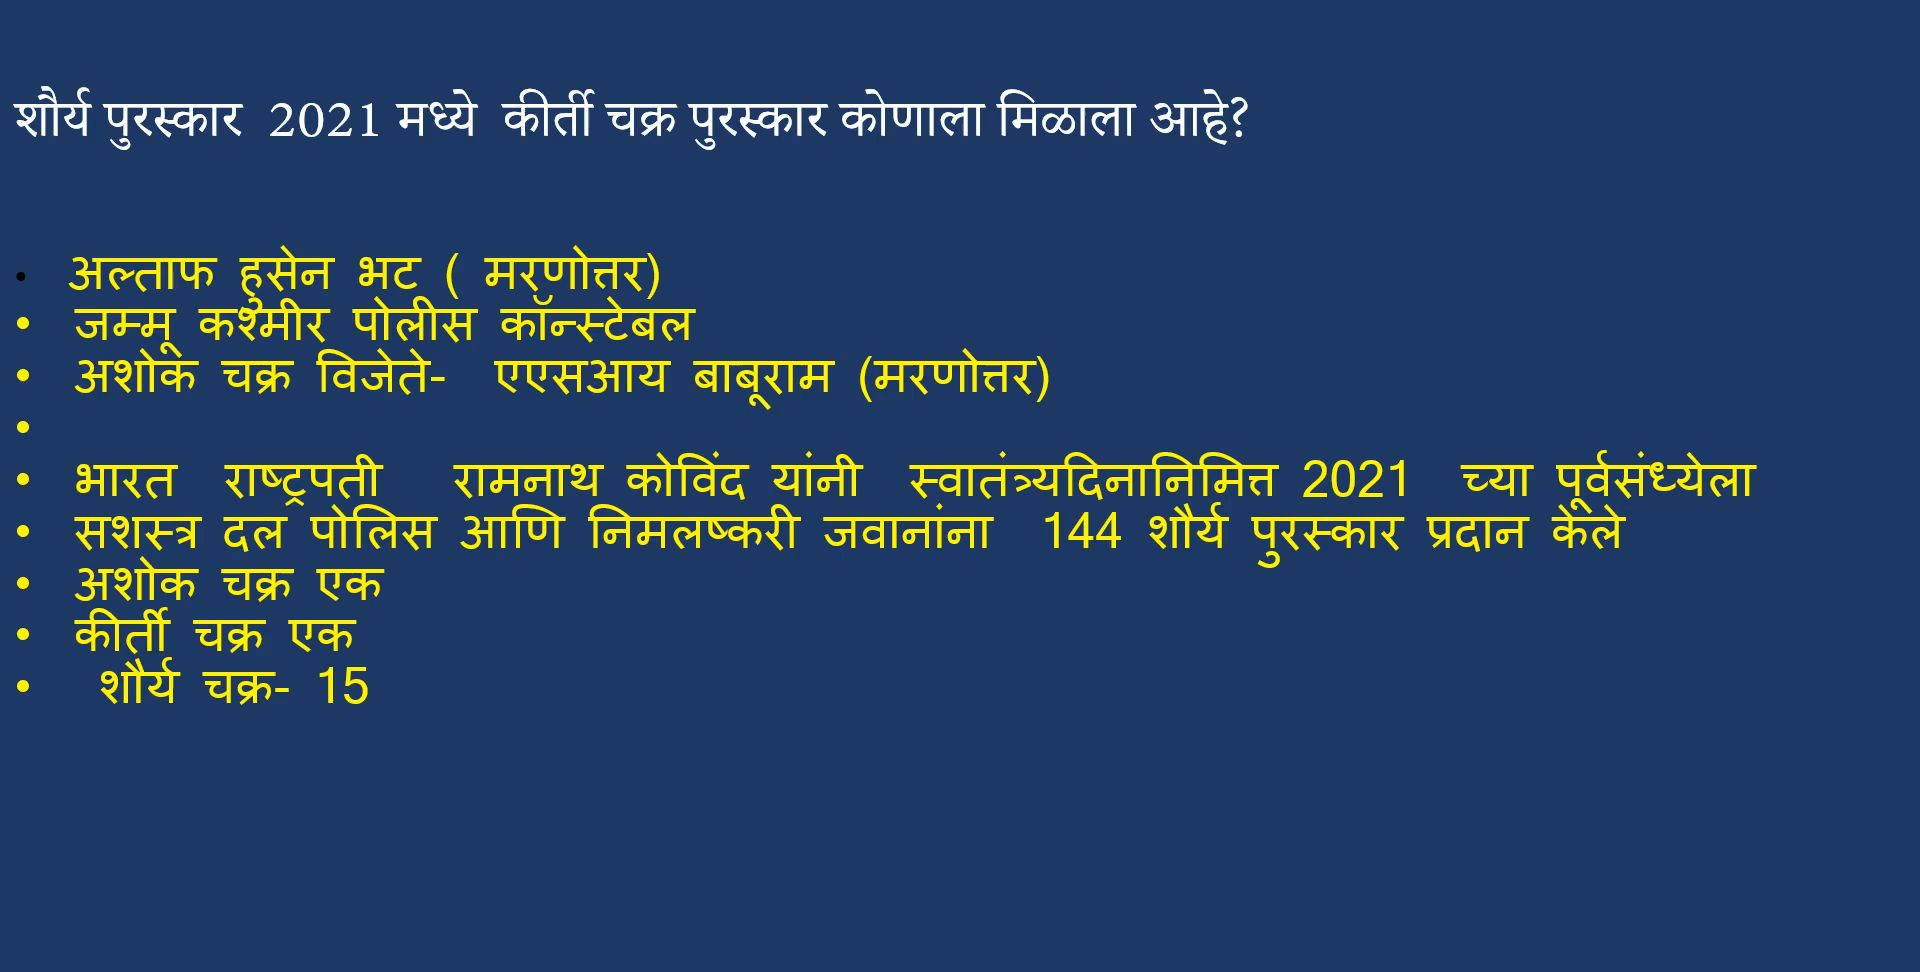 शौर्य पुरस्कार 2021 मध्ये कीर्ती चक्र पुरस्कार कोणाला मिळाला आहे?
• अल्ताफ हुसेन भट ( मरणोत्तर)
• जम्मू कश्मीर पोलीस कॉन्स्टेबल
• अशोक चक्र विजेते- एएसआय बाबूराम (मरणोत्तर)
•
• भारत राष्ट्रपती रामनाथ कोविंद यांनी स्वातंत्र्यदिनानिमित्त 2021 च्या पूर्वसंध्येला
• सशस्त्र दल पोलिस आणि निमलष्करी जवानांना 144 शौर्य पुरस्कार प्रदान केले
• अशोक चक्र एक
• कीर्ती चक्र एक
• शौर्य चक्र- 15